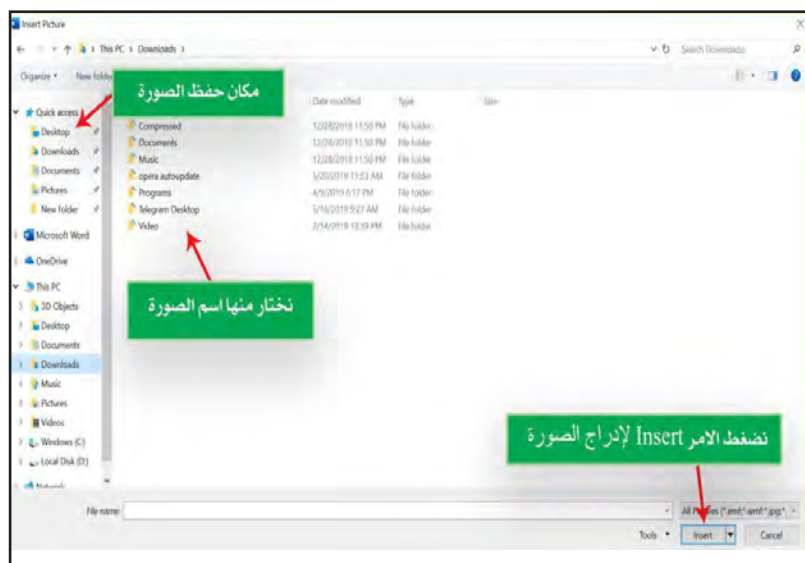 Insert Picture
This PC › Downloads ›
Search Downloads
Organize
New folder
مكان حفظ الصورة
Date modified Type Size
Quick access
Desktop
Downloads
Documents
Pictures
New folder
Microsoft Word
OneDrive
This PC
3D Objects
Desktop
Documents
Downloads
Music
Pictures
Videos
Windows (C:)
Local Disk (D:)
Network
Compressed 12/28/2018 11:50 PM File folder
Documents 12/28/2018 11:50 PM File folder
Music 12/28/2018 11:50 PM File folder
opera autoupdate 5/20/2019 11:53 AM File folder
Programs 4/9/2019 6:17 PM File folder
Telegram Desktop 5/16/2019 9:27 AM File folder
Video 2/14/2019 12:39 PM File folder
نختار منها اسم الصورة
نضغط الامر Insert لإدراج الصورة
File name:
Tools Insert Cancel